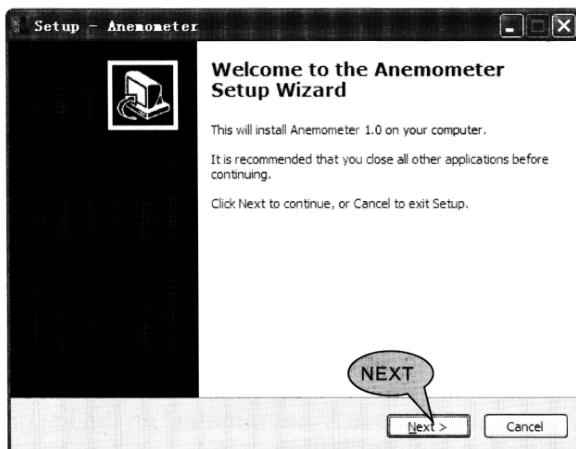 Setup - Anemometer
Welcome to the Anemometer
Setup Wizard
This will install Anemometer 1.0 on your computer.
It is recommended that you close all other applications before
continuing.
Click Next to continue, or Cancel to exit Setup.
NEXT
Next >
Cancel